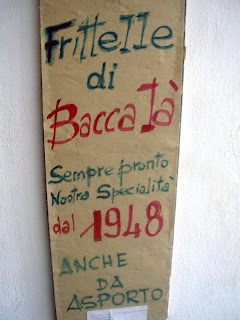 Frittelle
di
Baccalà
Sempre pronto
Nostra Specialità
dal 1948
ANCHE
DA
ASPORTO